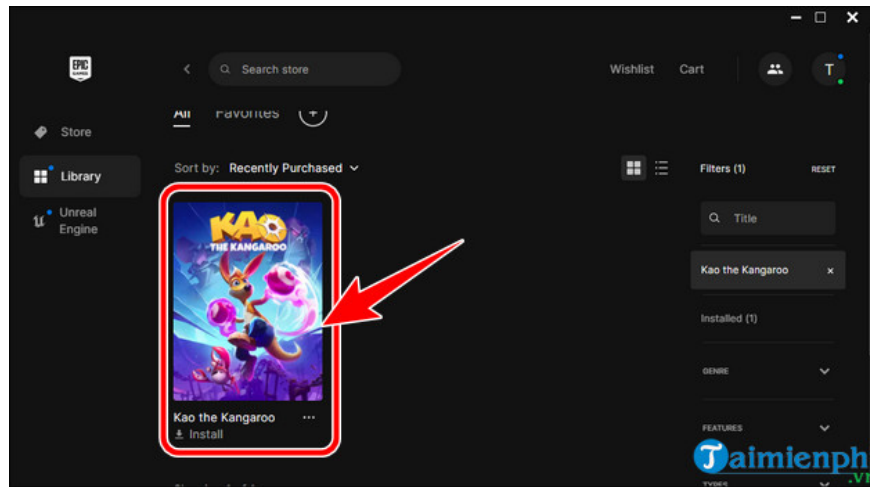 EPIC
GAMES
Search store
Wishlist
Cart
T
All
Favorites
Store
Library
Unreal
Engine
Sort by: Recently Purchased
Filters (1)
RESET
Title
Kao the Kangaroo
Installed (1)
GENRE
FEATURES
TYPES
KAO
THE KANGAROO
Kao the Kangaroo
Install
Taimienph
.vn